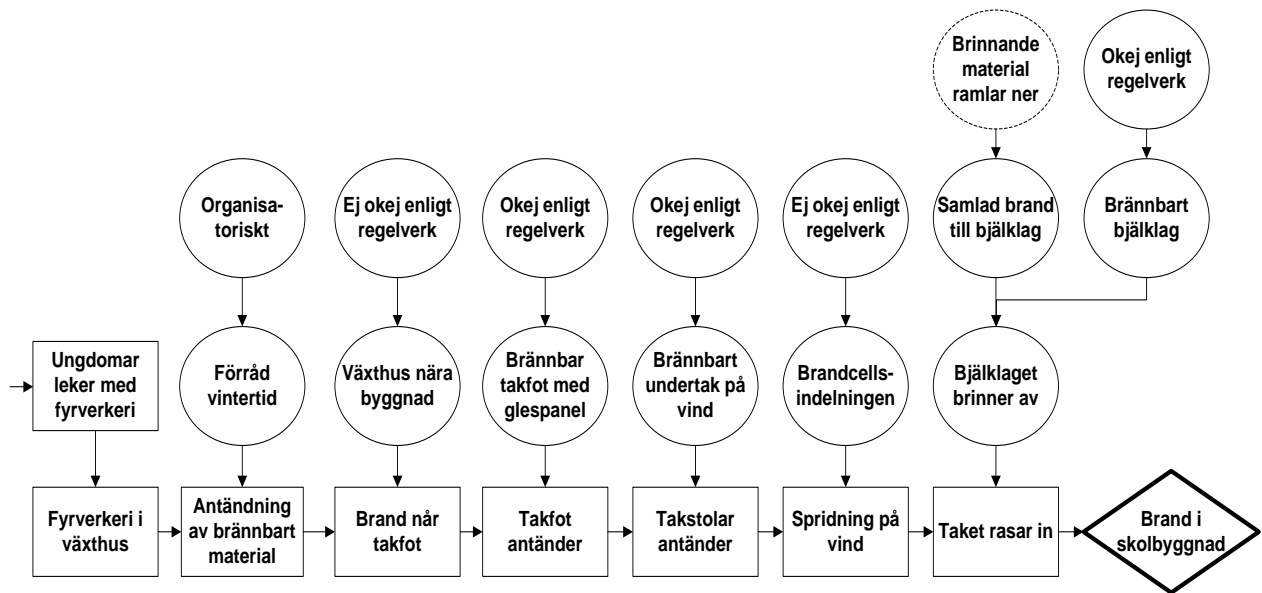 Brinnande
material
ramlar ner
Okej enligt
regelverk
Organisa-
toriskt
Ej okej enligt
regelverk
Okej enligt
regelverk
Okej enligt
regelverk
Ej okej enligt
regelverk
Samlad brand
till bjälklag
Brännbart
bjälklag
Ungdomar
leker med
fyrverkeri
Förråd
vintertid
Växthus nära
byggnad
Brännbar
takfot med
glespanel
Brännbart
undertak på
vind
Brandcells-
indelningen
Bjälklaget
brinner av
Fyrverkeri i
växthus
Antändning
av brännbart
material
Brand når
takfot
Takfot
antänder
Takstolar
antänder
Spridning på
vind
Taket rasar in
Brand i
skolbyggnad